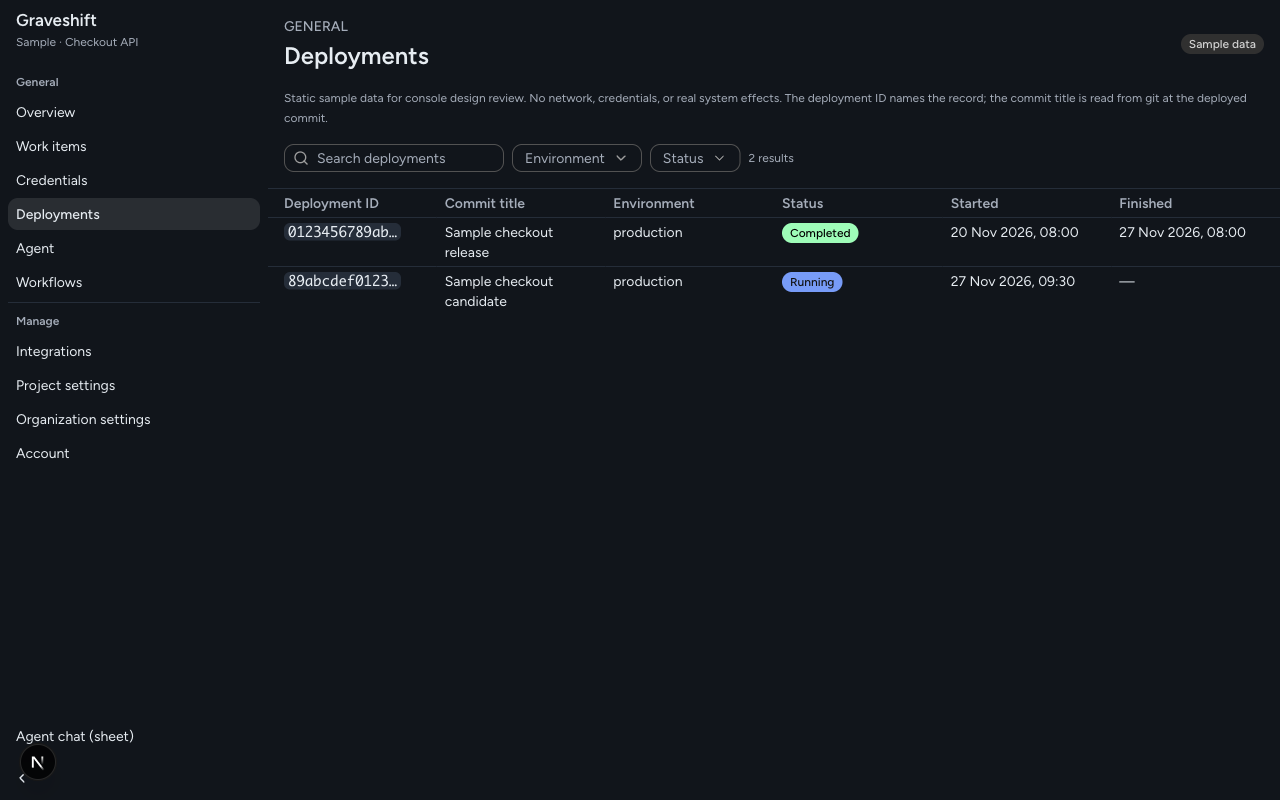 Graveshift
Sample · Checkout API
General
Overview
Work items
Credentials
Deployments
Agent
Workflows
Manage
Integrations
Project settings
Organization settings
Account
Agent chat (sheet)
N
GENERAL
Deployments
Sample data
Static sample data for console design review. No network, credentials, or real system effects. The deployment ID names the record; the commit title is read from git at the deployed
commit.
Search deployments
Environment
Status
2 results
Deployment ID Commit title Environment Status Started Finished
0123456789ab… Sample checkout release production Completed 20 Nov 2026, 08:00 27 Nov 2026, 08:00
89abcdef0123… Sample checkout candidate production Running 27 Nov 2026, 09:30 —